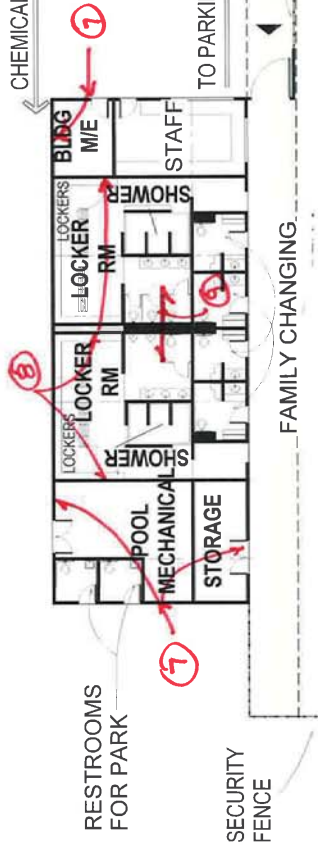 CHEMICAL
7
BLDG
M/E
TO PARKI
STAFF
LOCKERS
LOCKER
RM
SHOWER
8
LOCKERS
LOCKER
RM
SHOWER
FAMILY CHANGING
POOL
MECHANICAL
STORAGE
7
RESTROOMS
FOR PARK
SECURITY
FENCE